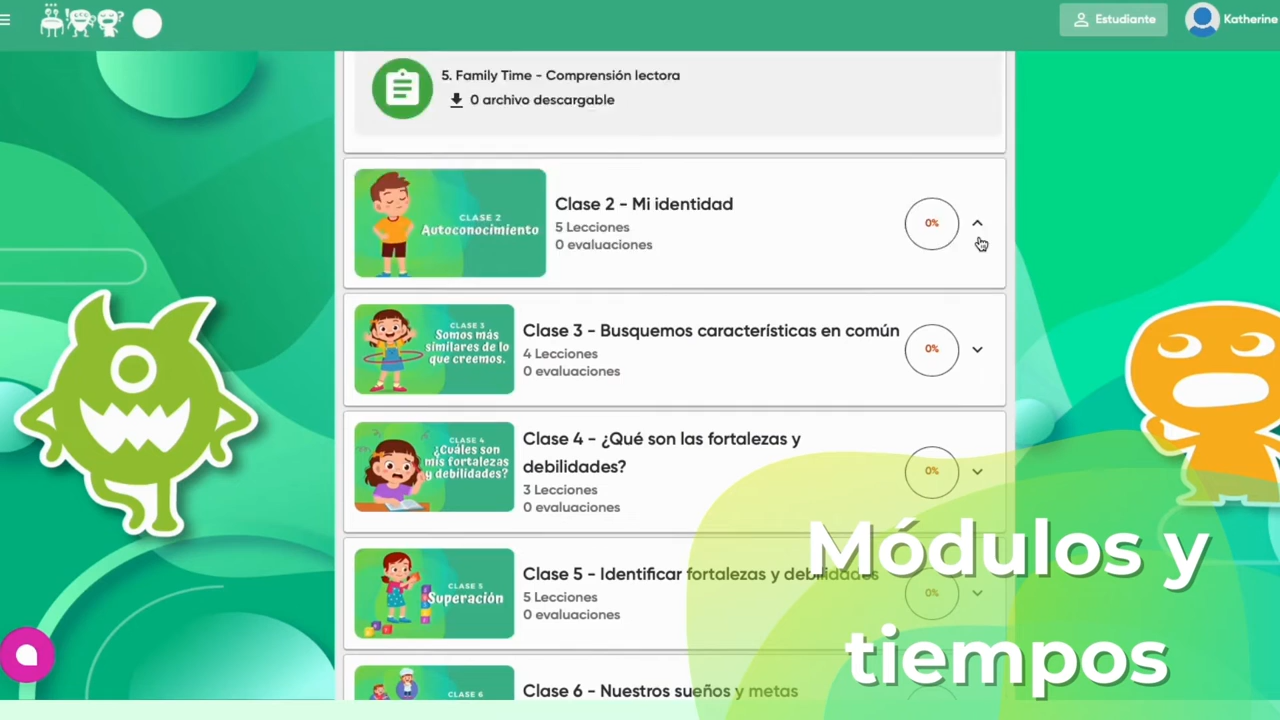 Estudiante
Katherine
5. Family Time - Comprensión lectora
0 archivo descargable
CLASE 2
Autoconocimiento
Clase 2 - Mi identidad
5 Lecciones
0 evaluaciones
0%
CLASE 3
Somos más
similares de lo
que creemos.
Clase 3 - Busquemos características en común
4 Lecciones
0 evaluaciones
0%
CLASE 4
¿Cuáles son
mis fortalezas
y debilidades?
Clase 4 - ¿Qué son las fortalezas y
debilidades?
3 Lecciones
0 evaluaciones
0%
CLASE 5
Superación
Clase 5 - Identificar fortalezas y debilidades
5 Lecciones
0 evaluaciones
0%
CLASE 6
Clase 6 - Nuestros sueños y metas
Módulos y
tiempos